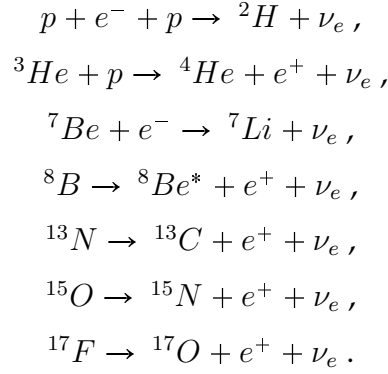 p + e⁻ + p → ²H + νₑ ,
³He + p → ⁴He + e⁺ + νₑ ,
⁷Be + e⁻ → ⁷Li + νₑ ,
⁸B → ⁸Be* + e⁺ + νₑ ,
¹³N → ¹³C + e⁺ + νₑ ,
¹⁵O → ¹⁵N + e⁺ + νₑ ,
¹⁷F → ¹⁷O + e⁺ + νₑ .